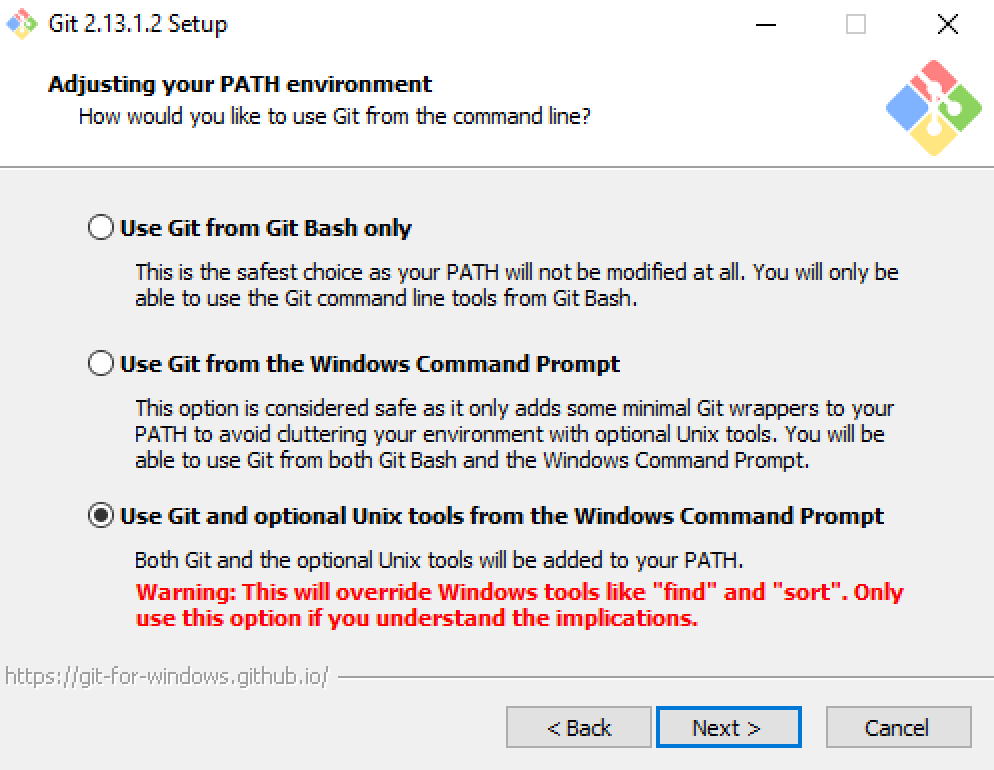 Git 2.13.1.2 Setup
Adjusting your PATH environment
How would you like to use Git from the command line?
Use Git from Git Bash only
This is the safest choice as your PATH will not be modified at all. You will only be
able to use the Git command line tools from Git Bash.
Use Git from the Windows Command Prompt
This option is considered safe as it only adds some minimal Git wrappers to your
PATH to avoid cluttering your environment with optional Unix tools. You will be
able to use Git from both Git Bash and the Windows Command Prompt.
Use Git and optional Unix tools from the Windows Command Prompt
Both Git and the optional Unix tools will be added to your PATH.
Warning: This will override Windows tools like "find" and "sort". Only
use this option if you understand the implications.
https://git-for-windows.github.io/
< Back Next > Cancel